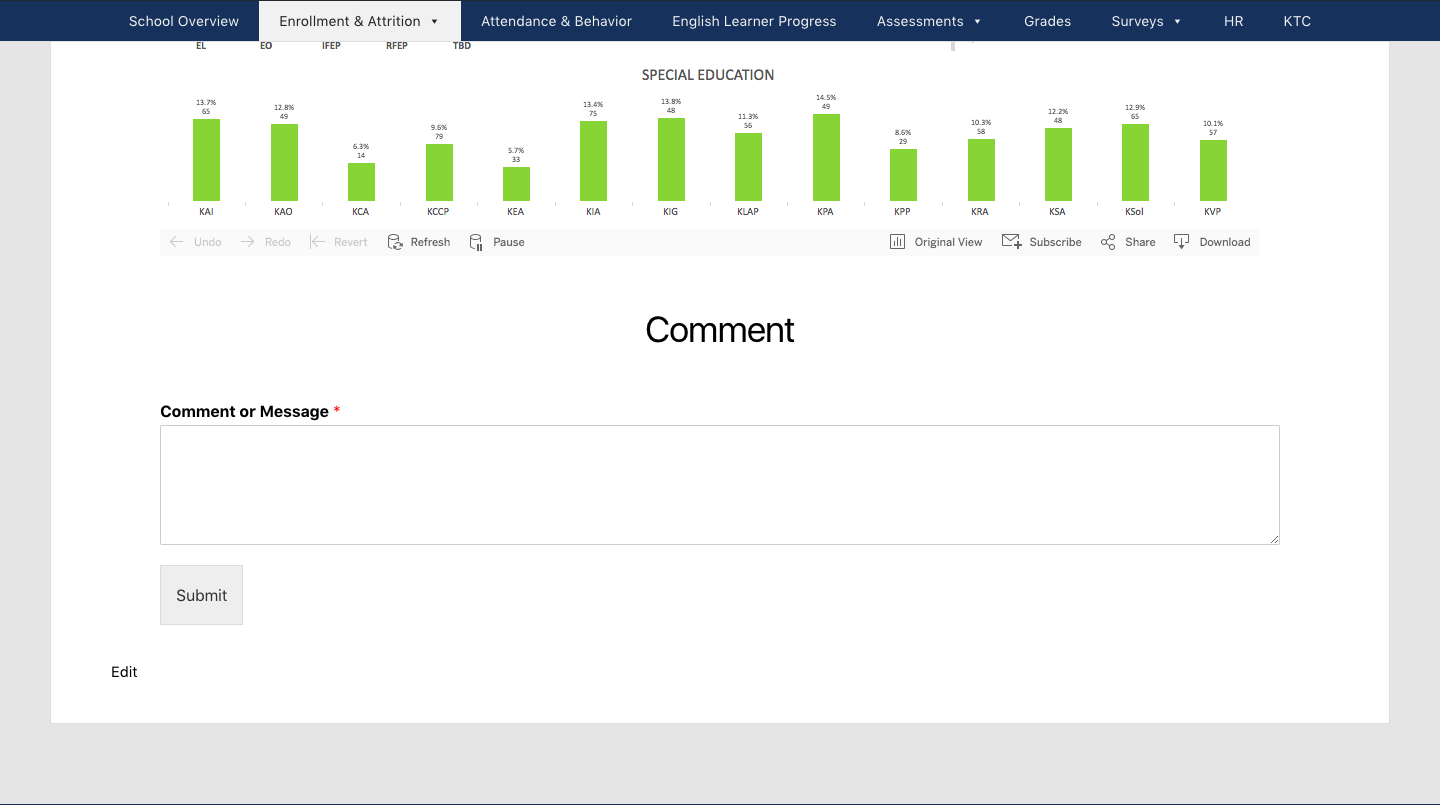 School Overview Enrollment & Attrition ▼ Attendance & Behavior English Learner Progress Assessments ▼ Grades Surveys ▼ HR KTC
EL EO IFEP RFEP TBD
SPECIAL EDUCATION
13.7% 12.8% 6.3% 9.6% 5.7% 13.4% 13.8% 11.3% 14.5% 8.6% 10.3% 12.2% 12.9% 10.1%
65 49 14 79 33 75 48 56 49 29 58 48 65 57
KAI KAO KCA KCCP KEA KIA KIG KLAP KPA KPP KRA KSA KSol KVP
Undo Redo Revert Refresh Pause Original View Subscribe Share Download
Comment
Comment or Message *
Submit
Edit